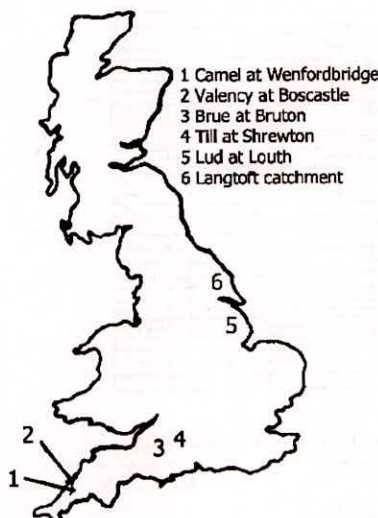 1 Camel at Wenfordbridge
2 Valency at Boscastle
3 Brue at Bruton
4 Till at Shrewton
5 Lud at Louth
6 Langtoft catchment
6
5
2
3 4
1